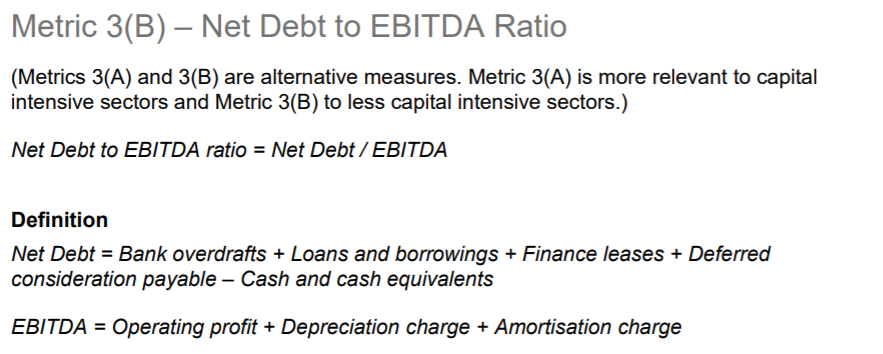 Metric 3(B) – Net Debt to EBITDA Ratio
(Metrics 3(A) and 3(B) are alternative measures. Metric 3(A) is more relevant to capital
intensive sectors and Metric 3(B) to less capital intensive sectors.)
Net Debt to EBITDA ratio = Net Debt / EBITDA
Definition
Net Debt = Bank overdrafts + Loans and borrowings + Finance leases + Deferred
consideration payable – Cash and cash equivalents
EBITDA = Operating profit + Depreciation charge + Amortisation charge